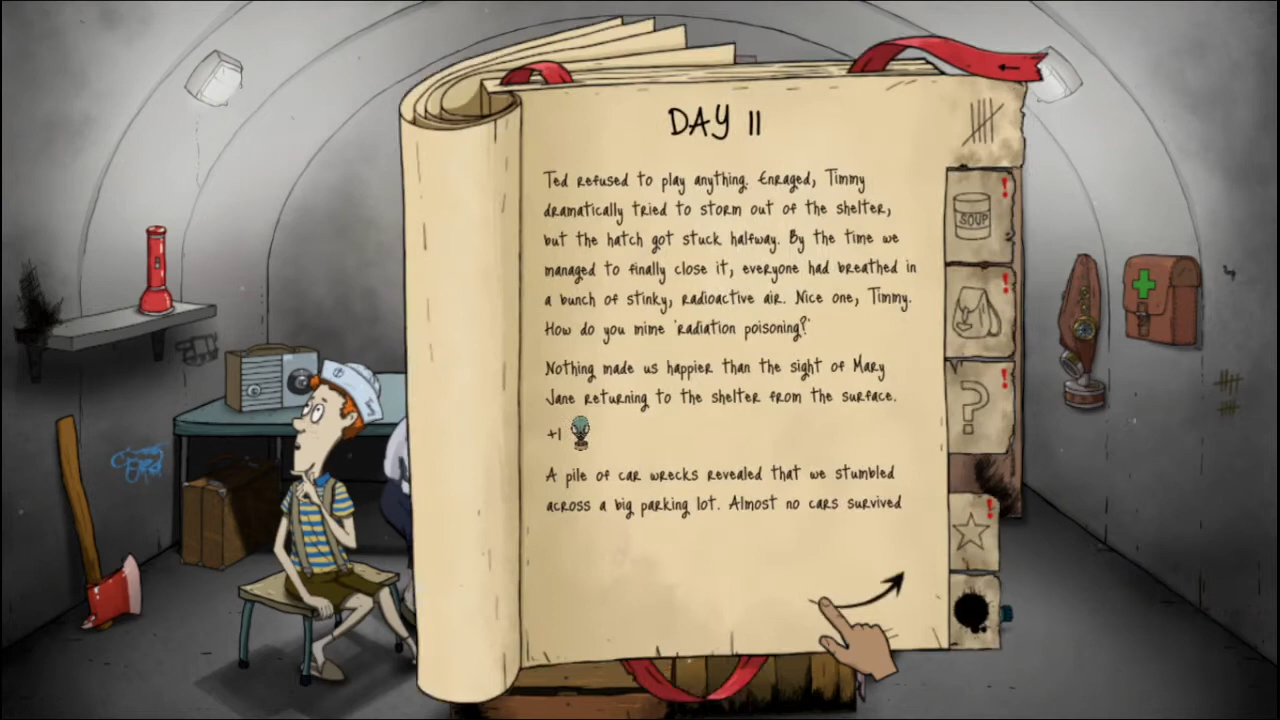 DAY 11
Ted refused to play anything. Enraged, Timmy
dramatically tried to storm out of the shelter,
but the hatch got stuck halfway. By the time we
managed to finally close it, everyone had breathed in
a bunch of stinky, radioactive air. Nice one, Timmy.
How do you mime 'radiation poisoning?'
Nothing made us happier than the sight of Mary
Jane returning to the shelter from the surface.
+1
A pile of car wrecks revealed that we stumbled
across a big parking lot. Almost no cars survived
SOUP
!
!
!
!